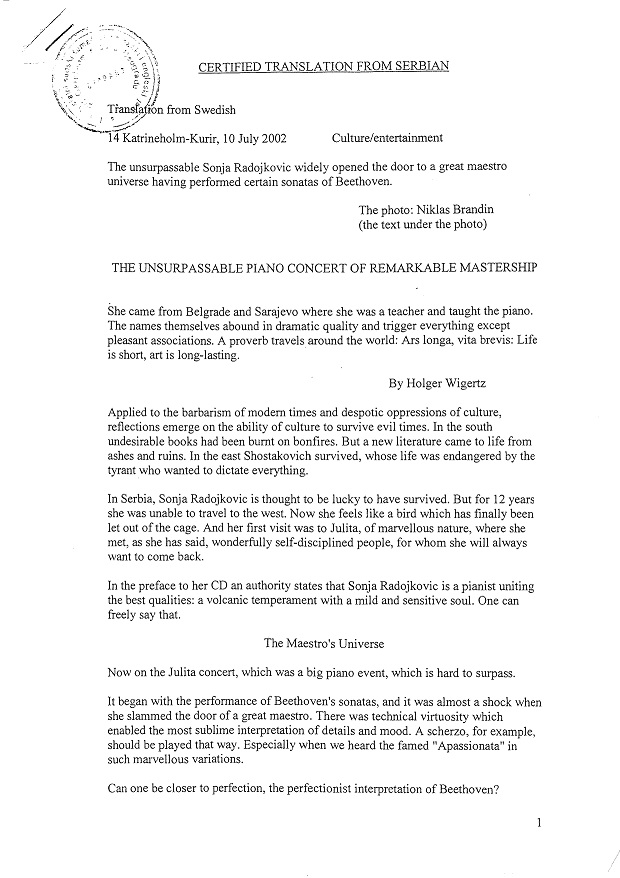 CERTIFIED TRANSLATION FROM SERBIAN
Translation from Swedish
14 Katrineholm-Kurir, 10 July 2002 Culture/entertainment
The unsurpassable Sonja Radojkovic widely opened the door to a great maestro
universe having performed certain sonatas of Beethoven.
The photo: Niklas Brandin
(the text under the photo)
THE UNSURPASSABLE PIANO CONCERT OF REMARKABLE MASTERSHIP
She came from Belgrade and Sarajevo where she was a teacher and taught the piano.
The names themselves abound in dramatic quality and trigger everything except
pleasant associations. A proverb travels around the world: Ars longa, vita brevis: Life
is short, art is long-lasting.
By Holger Wigertz
Applied to the barbarism of modern times and despotic oppressions of culture,
reflections emerge on the ability of culture to survive evil times. In the south
undesirable books had been burnt on bonfires. But a new literature came to life from
ashes and ruins. In the east Shostakovich survived, whose life was endangered by the
tyrant who wanted to dictate everything.
In Serbia, Sonja Radojkovic is thought to be lucky to have survived. But for 12 years
she was unable to travel to the west. Now she feels like a bird which has finally been
let out of the cage. And her first visit was to Julita, of marvellous nature, where she
met, as she has said, wonderfully self-disciplined people, for whom she will always
want to come back.
In the preface to her CD an authority states that Sonja Radojkovic is a pianist uniting
the best qualities: a volcanic temperament with a mild and sensitive soul. One can
freely say that.
The Maestro's Universe
Now on the Julita concert, which was a big piano event, which is hard to surpass.
It began with the performance of Beethoven's sonatas, and it was almost a shock when
she slammed the door of a great maestro. There was technical virtuosity which
enabled the most sublime interpretation of details and mood. A scherzo, for example,
should be played that way. Especially when we heard the famed "Apassionata" in
such marvellous variations.
Can one be closer to perfection, the perfectionist interpretation of Beethoven?
1